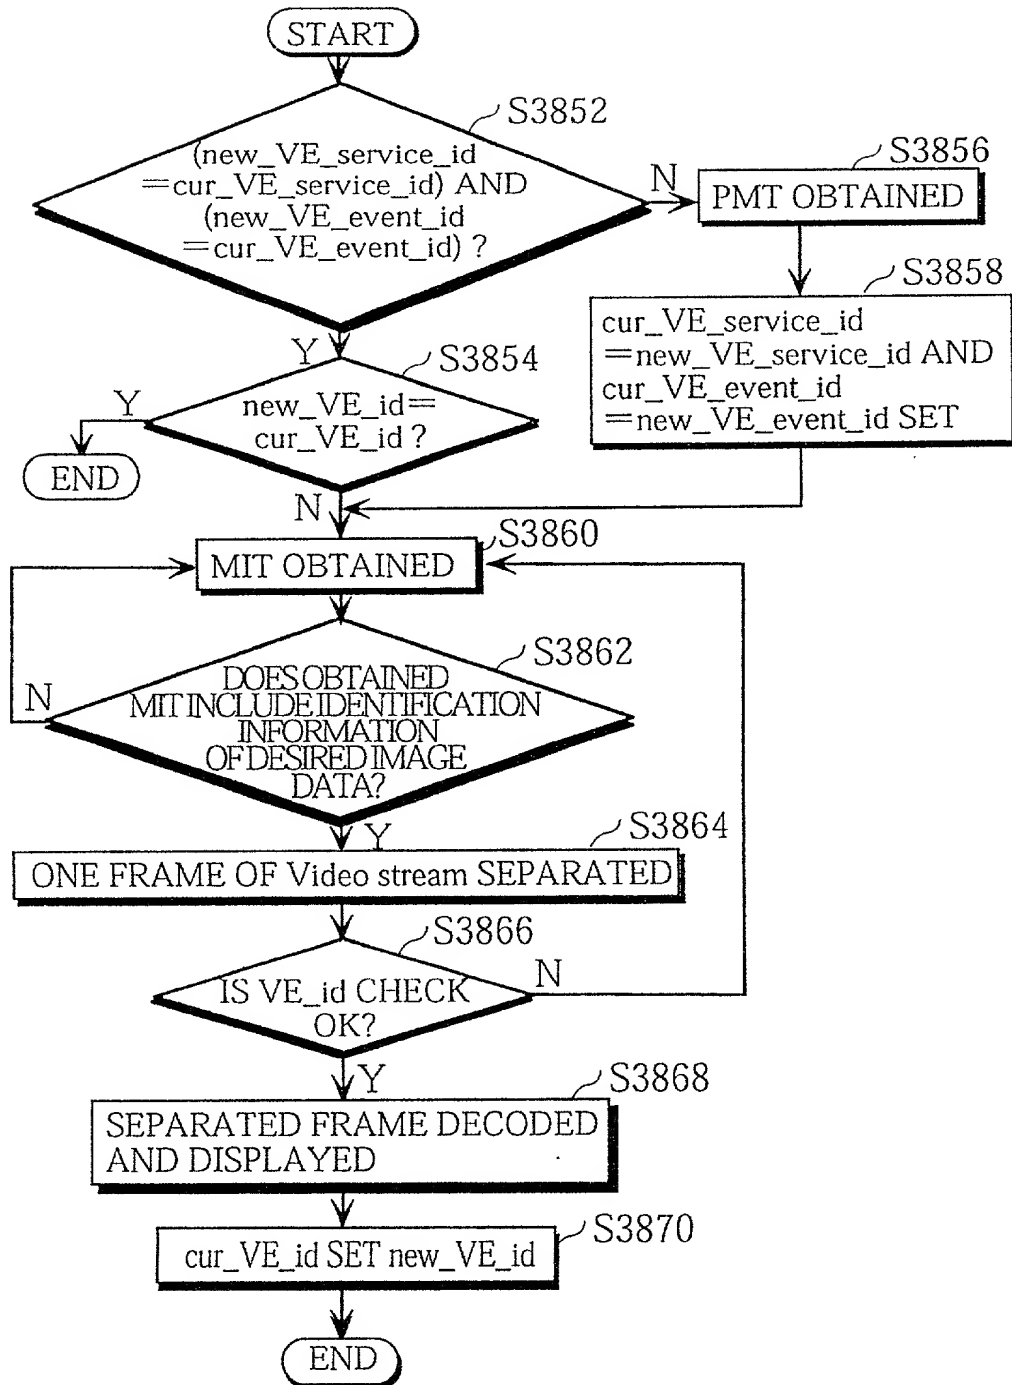 START
S3852
(new_VE_service_id
=cur_VE_service_id) AND
(new_VE_event_id
=cur_VE_event_id) ?
N
S3856
PMT OBTAINED
S3858
cur_VE_service_id
=new_VE_service_id AND
cur_VE_event_id
=new_VE_event_id SET
Y
S3854
new_VE_id=
cur_VE_id ?
Y
END
N
S3860
MIT OBTAINED
S3862
DOES OBTAINED
MIT INCLUDE IDENTIFICATION
INFORMATION
OF DESIRED IMAGE
DATA?
N
Y
S3864
ONE FRAME OF Video stream SEPARATED
S3866
IS VE_id CHECK
OK?
N
Y
S3868
SEPARATED FRAME DECODED
AND DISPLAYED
S3870
cur_VE_id SET new_VE_id
END